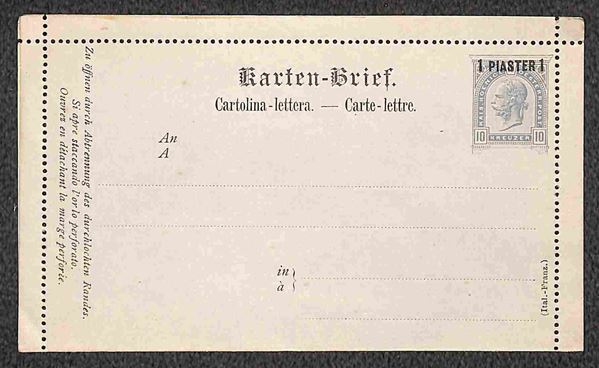 Karten-Brief.
Cartolina-lettera. — Carte-lettre.
1 PIASTER 1
10 KREUZER 10
An
A
in
à
(Ital.-Franz.)
Zu öffnen durch Abtrennung des durchlochten Randes.
Si apre staccando l'orlo perforato.
Ouvrez en détachant la marge perforée.